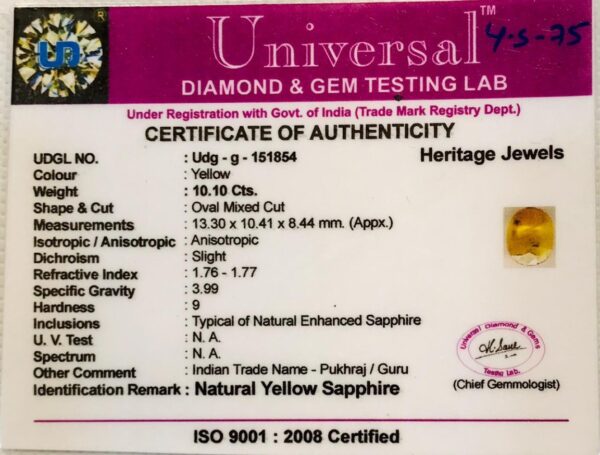 UD ®
Universal™
4-S-75
DIAMOND & GEM TESTING LAB
Under Registration with Govt. of India (Trade Mark Registry Dept.)
CERTIFICATE OF AUTHENTICITY
UDGL NO. : Udg - g - 151854
Heritage Jewels
Colour : Yellow
Weight : 10.10 Cts.
Shape & Cut : Oval Mixed Cut
Measurements : 13.30 x 10.41 x 8.44 mm. (Appx.)
Isotropic / Anisotropic : Anisotropic
Dichroism : Slight
Refractive Index : 1.76 - 1.77
Specific Gravity : 3.99
Hardness : 9
Inclusions : Typical of Natural Enhanced Sapphire
U. V. Test : N. A.
Spectrum : N. A.
Other Comment : Indian Trade Name - Pukhraj / Guru
Identification Remark : Natural Yellow Sapphire
Universal Diamond & Gems
Testing Lab.
(Chief Gemmologist)
ISO 9001 : 2008 Certified